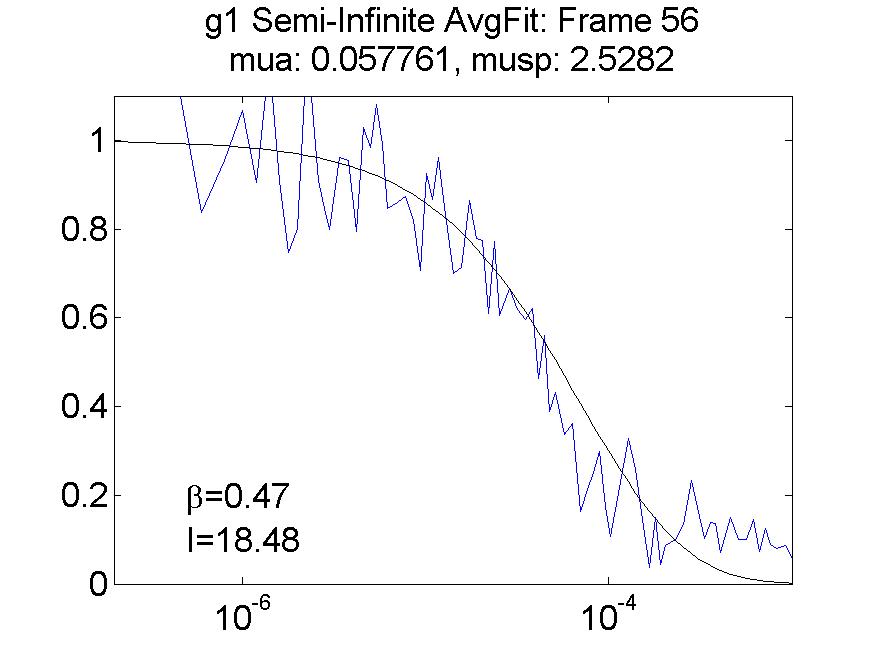 g1 Semi-Infinite AvgFit: Frame 56
mua: 0.057761, musp: 2.5282
1
0.8
0.6
0.4
0.2
0
β=0.47
I=18.48
10^-6
10^-4